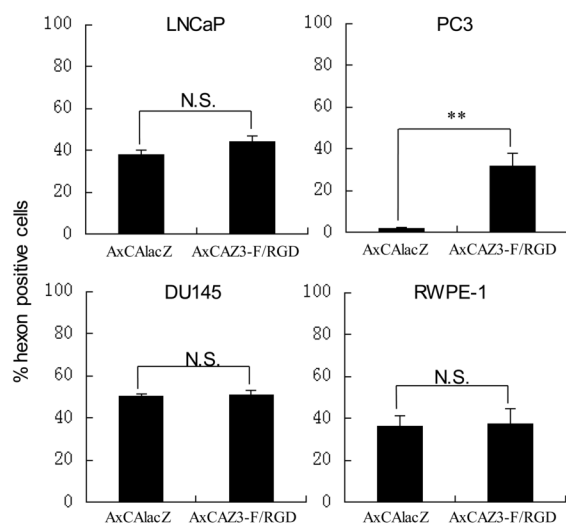 % hexon positive cells
LNCaP
100
80
60
40
20
0
N.S.
AxCAlacZ AxCAZ3-F/RGD
PC3
100
80
60
40
20
0
**
AxCAlacZ AxCAZ3-F/RGD
DU145
100
80
60
40
20
0
N.S.
AxCAlacZ AxCAZ3-F/RGD
RWPE-1
100
80
60
40
20
0
N.S.
AxCAlacZ AxCAZ3-F/RGD